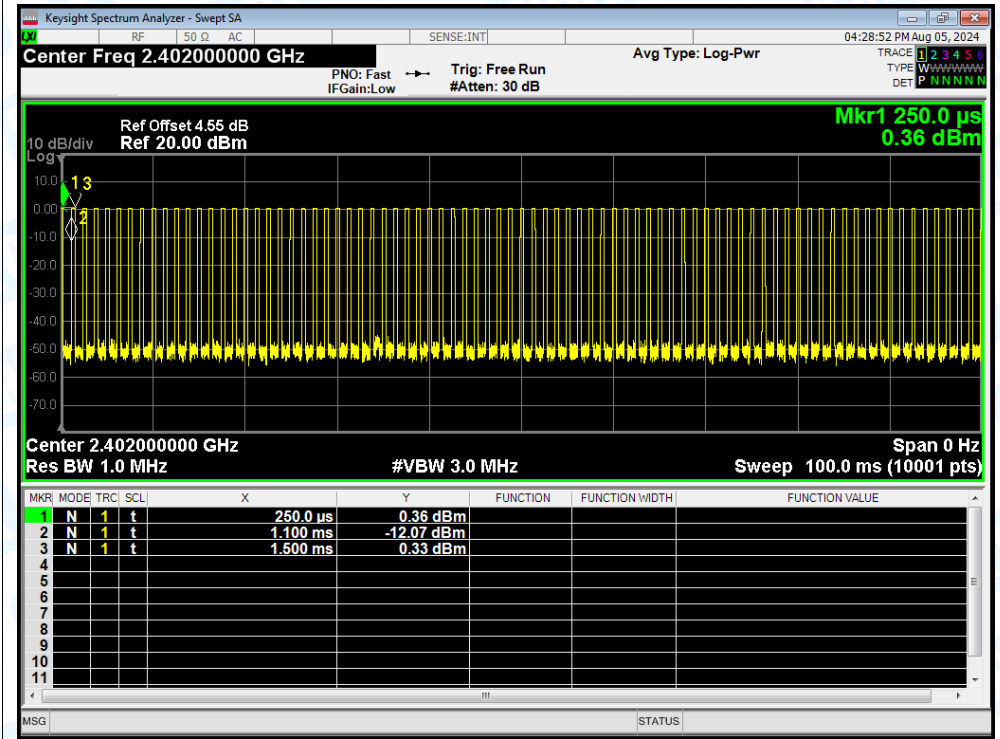 Keysight Spectrum Analyzer - Swept SA
LXI RF 50 Ω AC SENSE:INT 04:28:52 PM Aug 05, 2024
Center Freq 2.402000000 GHz Avg Type: Log-Pwr TRACE 1 2 3 4 5 6
PNO: Fast Trig: Free Run TYPE WWWWWW
IFGain:Low #Atten: 30 dB DET P N N N N N
Mkr1 250.0 µs
Ref Offset 4.55 dB
10 dB/div Ref 20.00 dBm 0.36 dBm
Log
10.0
1 3
0.00
2
-10.0
-20.0
-30.0
-40.0
-50.0
-60.0
-70.0
Center 2.402000000 GHz Span 0 Hz
Res BW 1.0 MHz #VBW 3.0 MHz Sweep 100.0 ms (10001 pts)
MKR MODE TRC SCL X Y FUNCTION FUNCTION WIDTH FUNCTION VALUE
1 N 1 t 250.0 µs 0.36 dBm
2 N 1 t 1.100 ms -12.07 dBm
3 N 1 t 1.500 ms 0.33 dBm
4
5
6
7
8
9
10
11
MSG STATUS